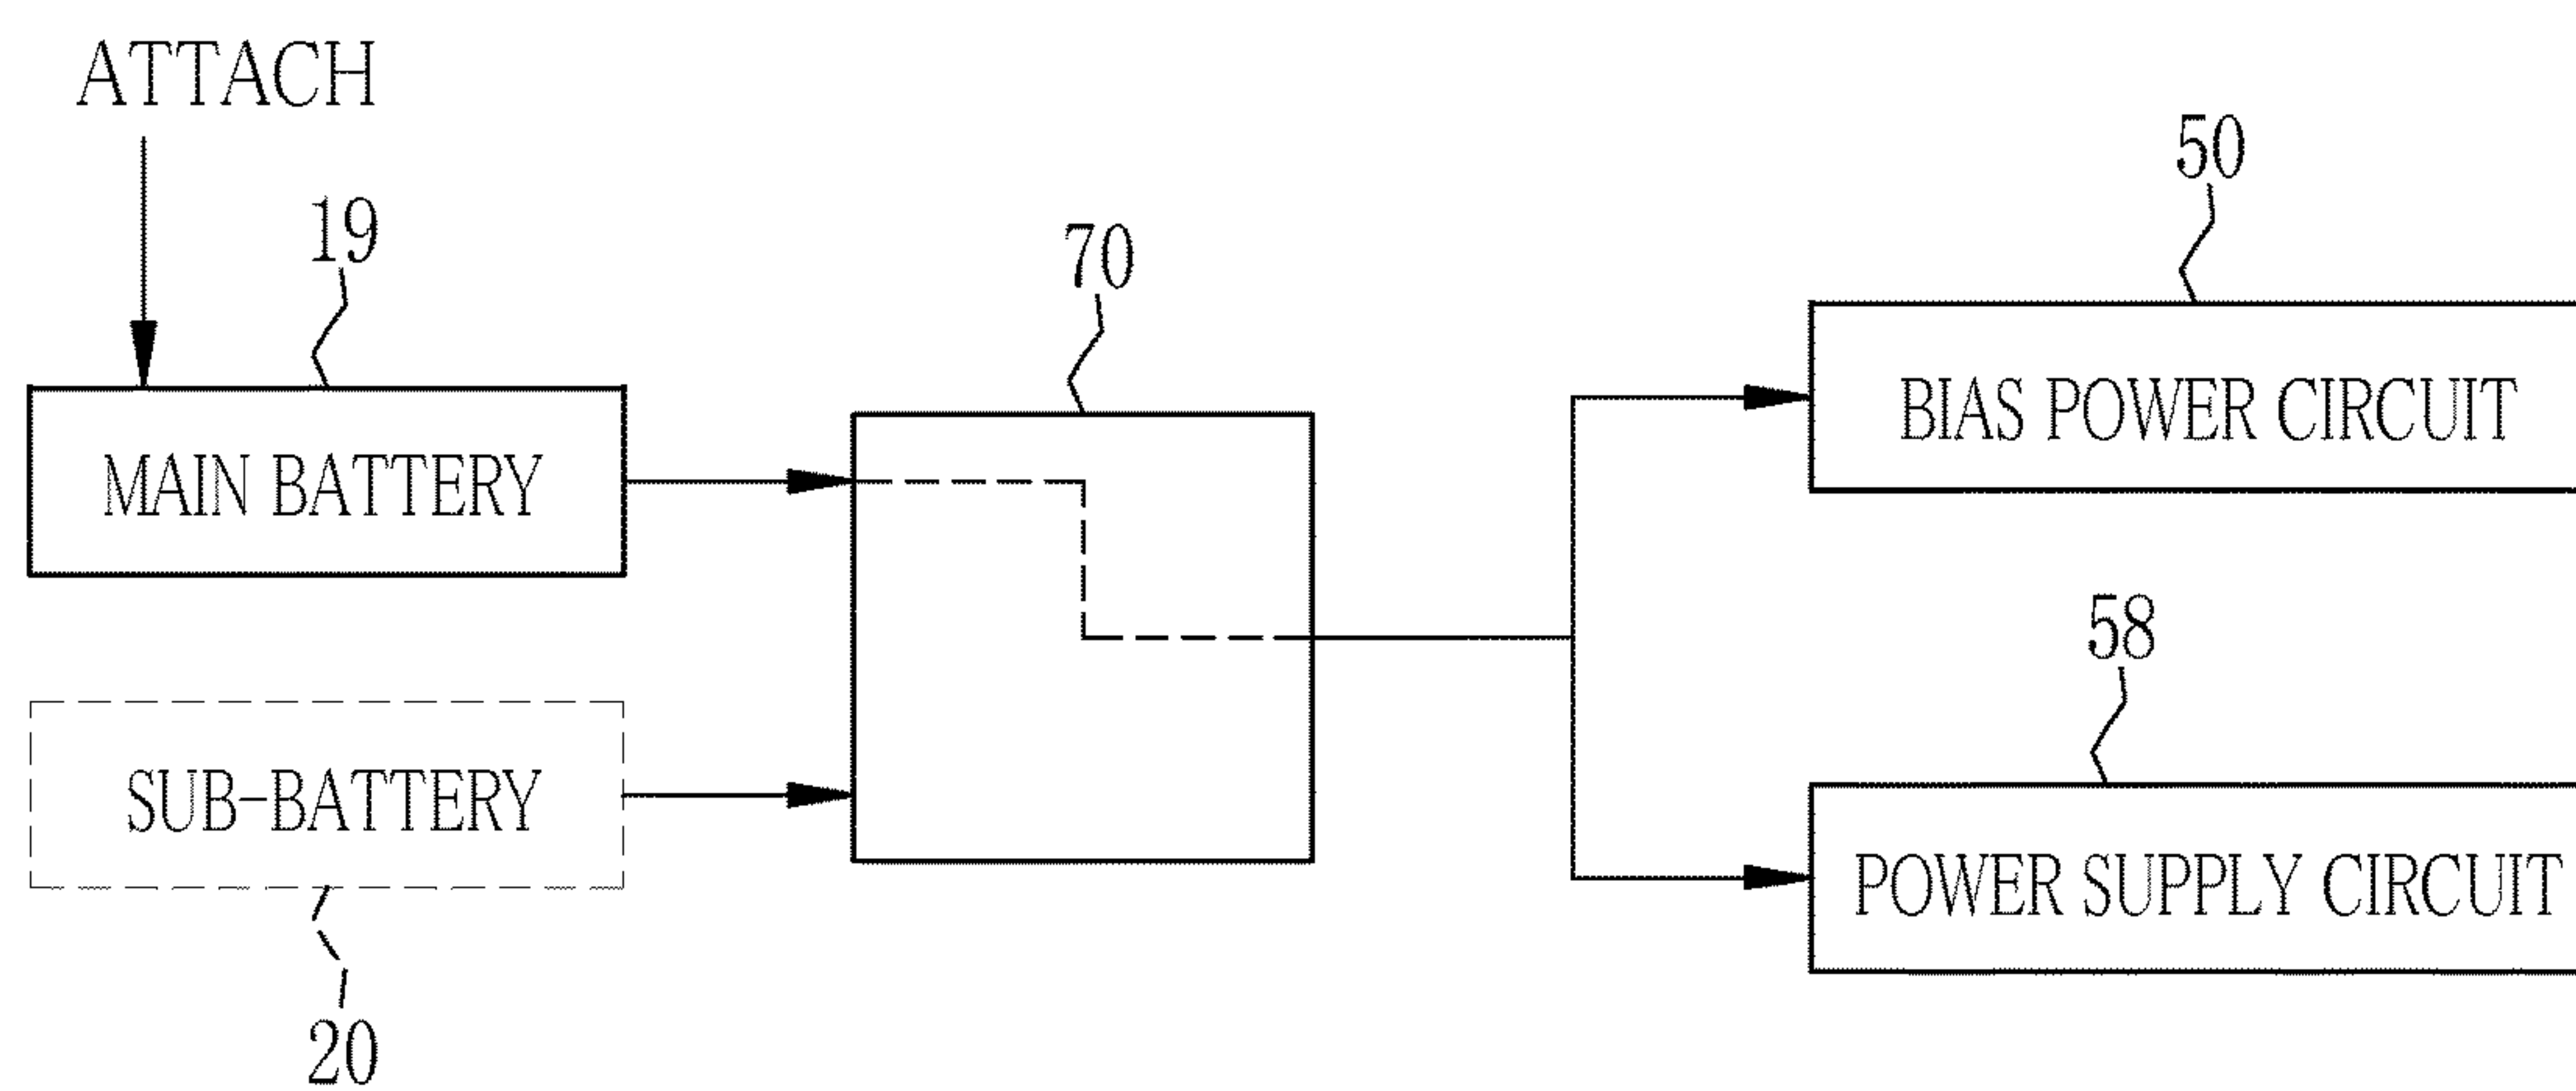 ATTACH
19
MAIN BATTERY
SUB-BATTERY
20
70
50
BIAS POWER CIRCUIT
58
POWER SUPPLY CIRCUIT